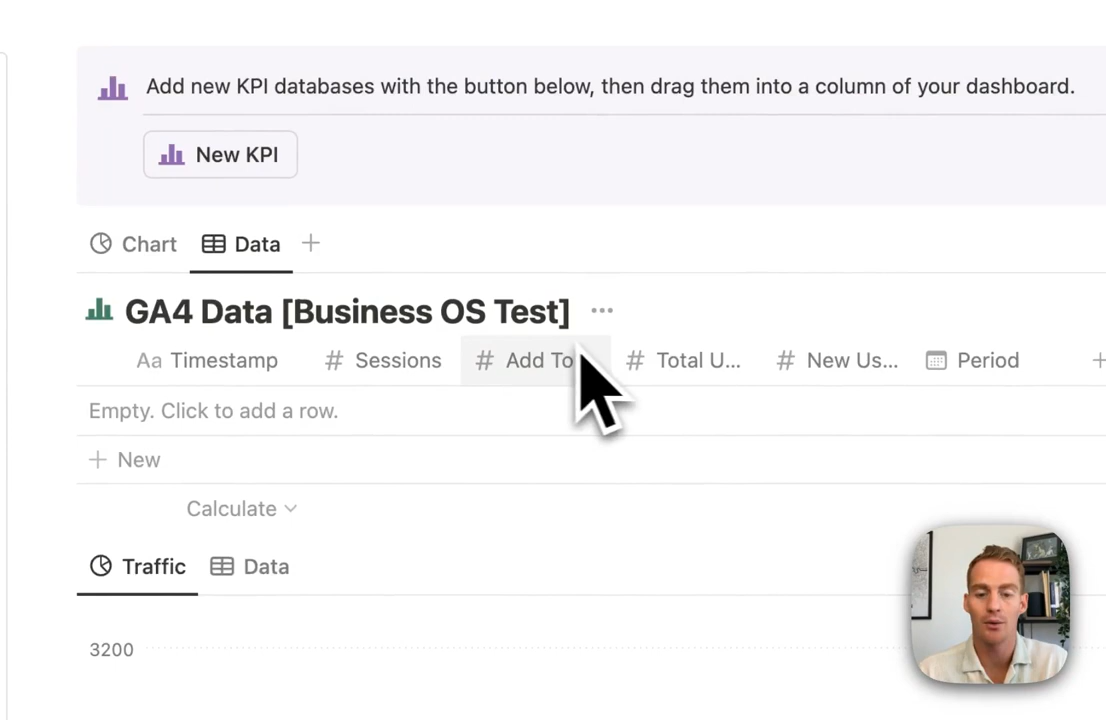 Add new KPI databases with the button below, then drag them into a column of your dashboard.
New KPI
Chart Data
GA4 Data [Business OS Test] ...
Aa Timestamp # Sessions # Add To # Total U... # New Us... Period
Empty. Click to add a row.
+ New
Calculate
Traffic Data
3200